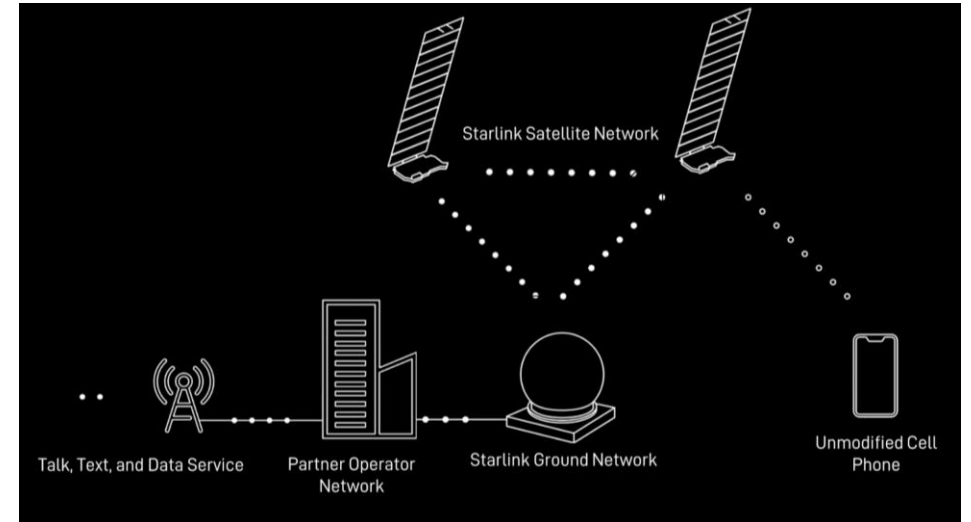 Starlink Satellite Network
Talk, Text, and Data Service
Partner Operator
Network
Starlink Ground Network
Unmodified Cell
Phone